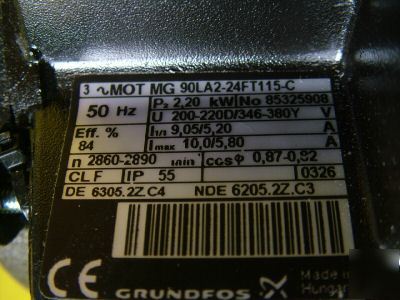 3 ∿MOT MG 90LA2-24FT115-C
50 Hz
P₂ 2,20 kW No 85325908
U 200-220D/346-380Y V
Eff. % 84
I₁/₁ 9,05/5,20 A
Imax 10,0/5,80 A
n 2860-2890 min cos φ 0,87-0,82
CL F IP 55 0326
DE 6305.2Z.C4 NDE 6205.2Z.C3
CE GRUNDFOS
Made in
Hungar